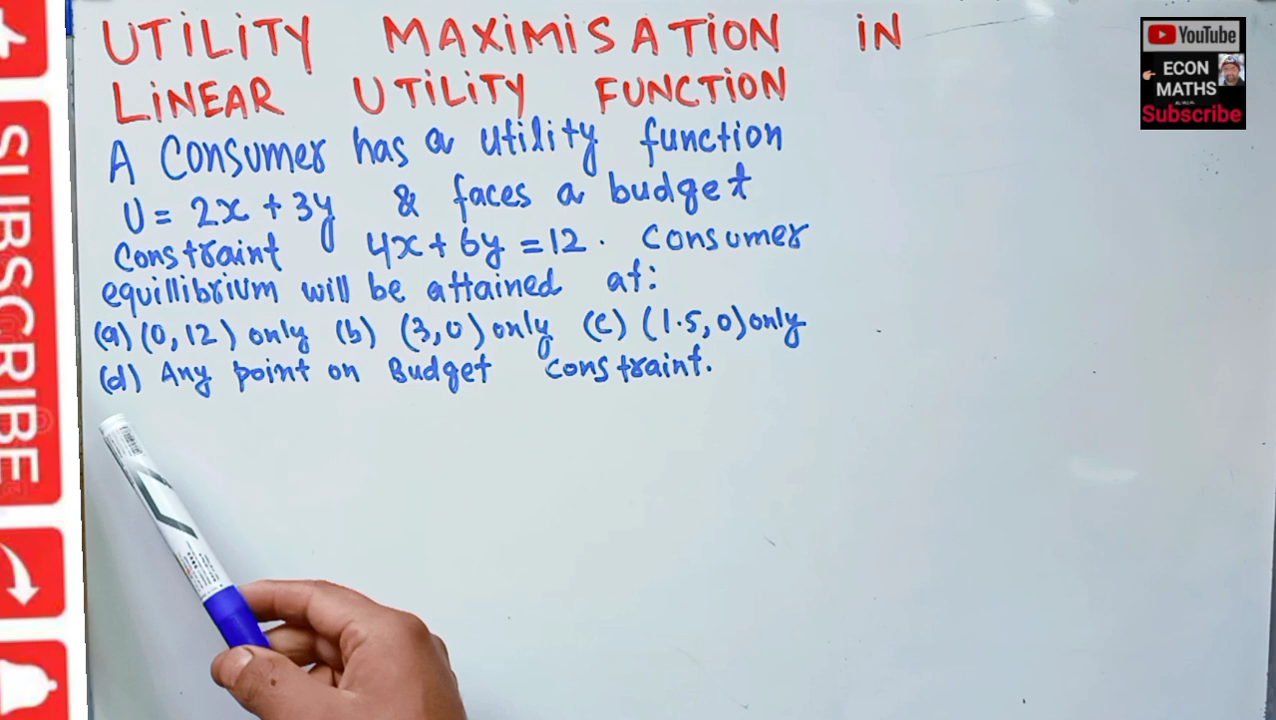 UTILITY MAXIMISATION IN
LINEAR UTILITY FUNCTION
A Consumer has a utility function
U = 2x + 3y & faces a budget
Constraint 4x + 6y = 12. Consumer
equillibrium will be attained at:
(a) (0, 12) only (b) (3, 0) only (c) (1.5, 0) only
(d) Any point on Budget constraint.
YouTube
ECON
MATHS
Subscribe
SUBSCRIBE